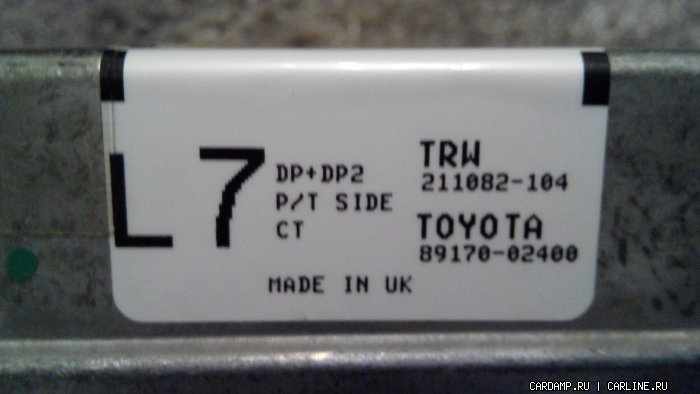 L7
DP+DP2
P/T SIDE
CT
TRW
211082-104
TOYOTA
89170-02400
MADE IN UK
CARDAMP.RU | CARLINE.RU